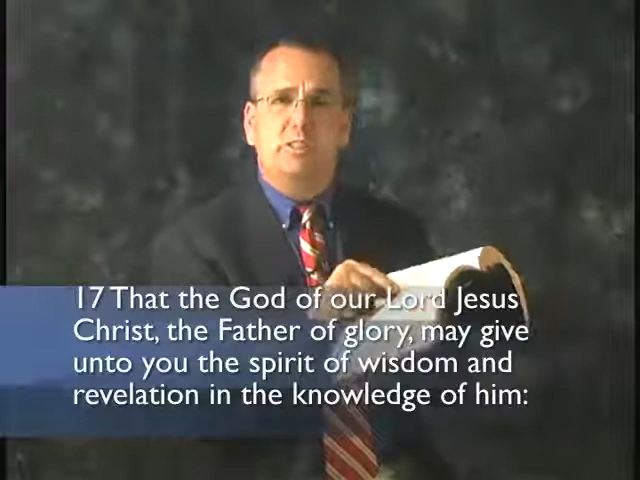 17 That the God of our Lord Jesus
Christ, the Father of glory, may give
unto you the spirit of wisdom and
revelation in the knowledge of him: